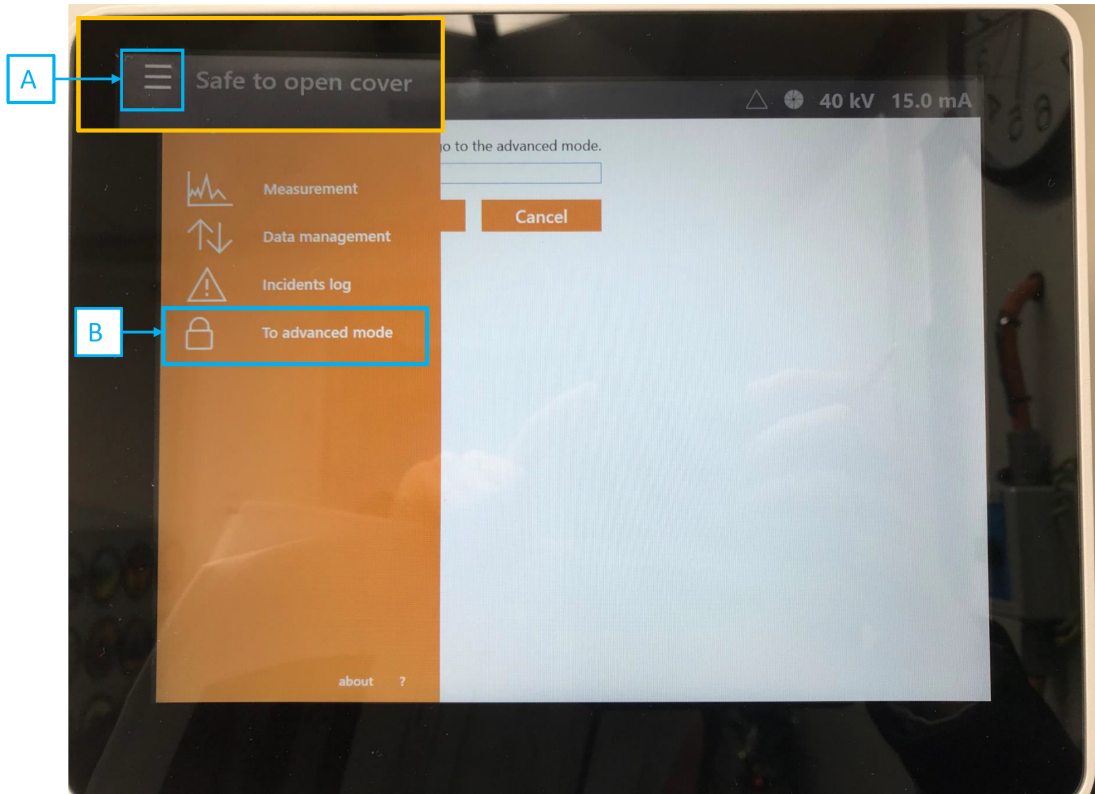 A
Safe to open cover
40 kV 15.0 mA
to the advanced mode.
Cancel
Measurement
Data management
Incidents log
B
To advanced mode
about ?